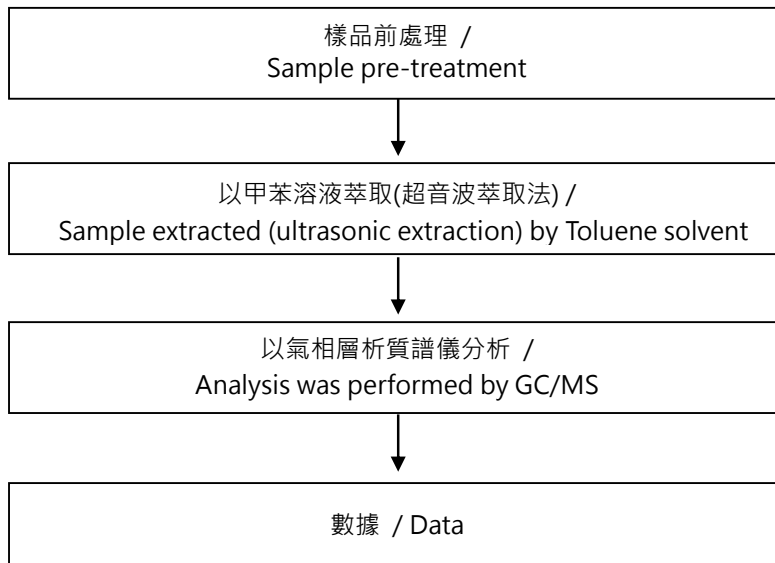 樣品前處理 /
Sample pre-treatment
以甲苯溶液萃取(超音波萃取法) /
Sample extracted (ultrasonic extraction) by Toluene solvent
以氣相層析質譜儀分析 /
Analysis was performed by GC/MS
數據 / Data